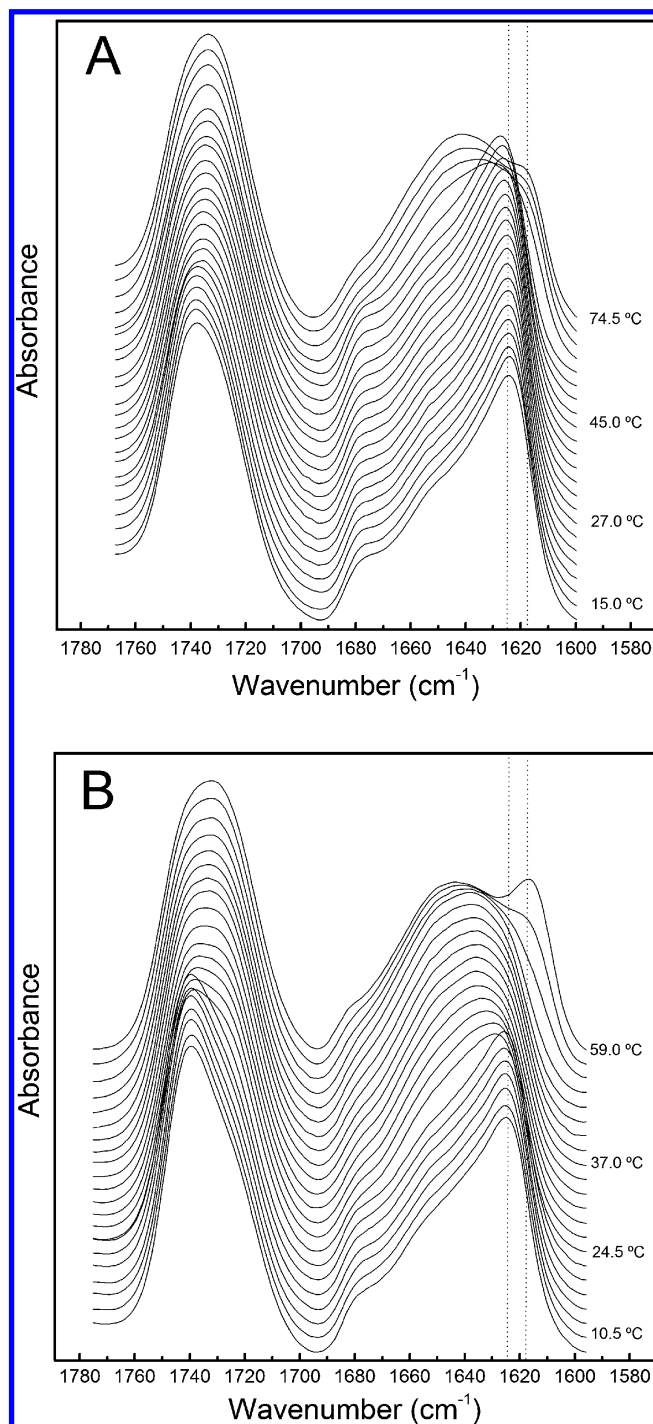 A
Absorbance
74.5 ºC
45.0 ºC
27.0 ºC
15.0 ºC
1780 1760 1740 1720 1700 1680 1660 1640 1620 1600 1580
Wavenumber (cm-1)
B
Absorbance
59.0 ºC
37.0 ºC
24.5 ºC
10.5 ºC
1780 1760 1740 1720 1700 1680 1660 1640 1620 1600 1580
Wavenumber (cm-1)